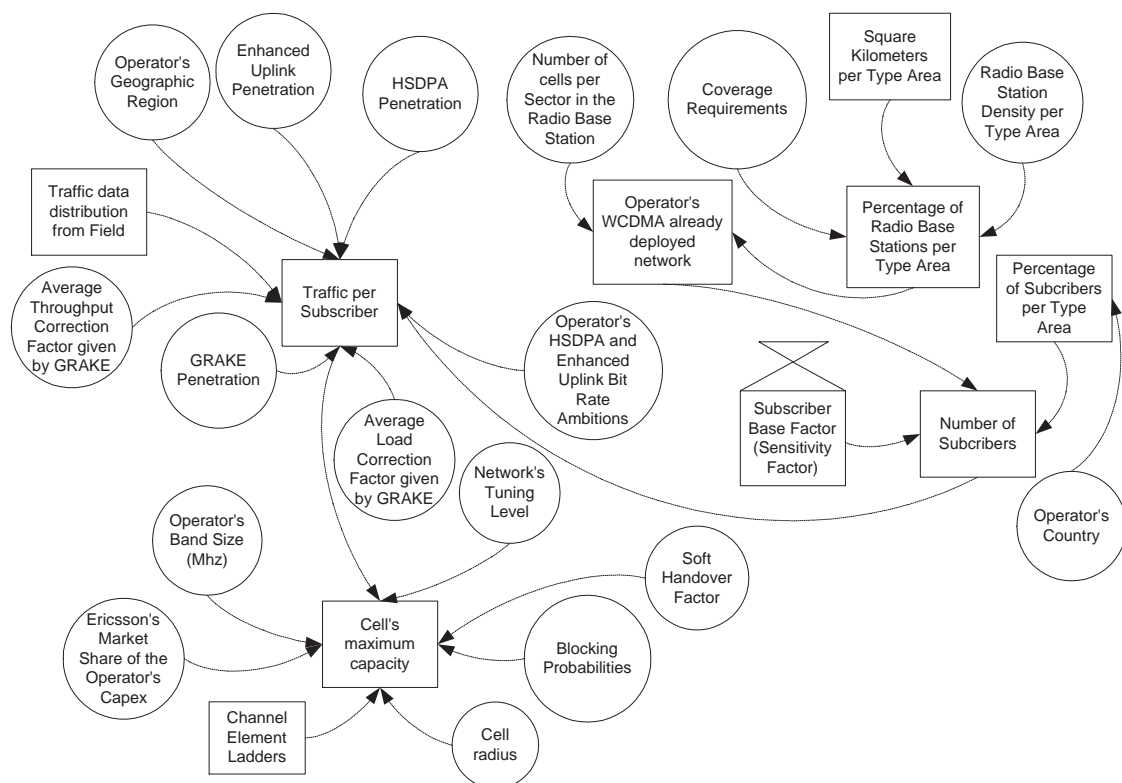 Operator's
Geographic
Region
Enhanced
Uplink
Penetration
HSDPA
Penetration
Number of
cells per
Sector in the
Radio Base
Station
Coverage
Requirements
Square
Kilometers
per Type Area
Radio Base
Station
Density per
Type Area
Traffic data
distribution
from Field
Operator's
WCDMA already
deployed
network
Percentage of
Radio Base
Stations per
Type Area
Percentage
of Subcribers
per Type
Area
Average
Throughput
Correction
Factor given
by GRAKE
Traffic per
Subscriber
GRAKE
Penetration
Operator's
HSDPA and
Enhanced
Uplink Bit
Rate
Ambitions
Subscriber
Base Factor
(Sensitivity
Factor)
Number of
Subcribers
Average
Load
Correction
Factor given
by GRAKE
Network's
Tuning
Level
Operator's
Country
Operator's
Band Size
(Mhz)
Soft
Handover
Factor
Ericsson's
Market
Share of the
Operator's
Capex
Cell's
maximum
capacity
Blocking
Probabilities
Channel
Element
Ladders
Cell
radius